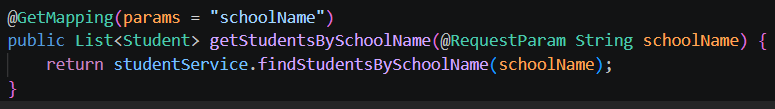 @GetMapping(params = "schoolName")
public List<Student> getStudentsBySchoolName(@RequestParam String schoolName) {
    return studentService.findStudentsBySchoolName(schoolName);
}